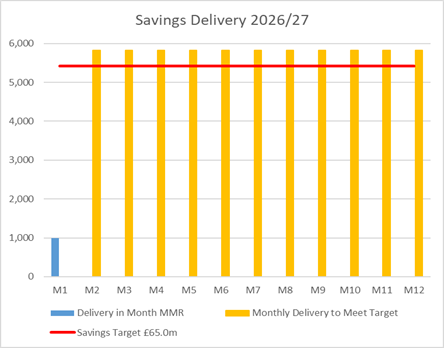 Savings Delivery 2026/27
6,000
5,000
4,000
3,000
2,000
1,000
0
M1 M2 M3 M4 M5 M6 M7 M8 M9 M10 M11 M12
Delivery in Month MMR Monthly Delivery to Meet Target
Savings Target £65.0m